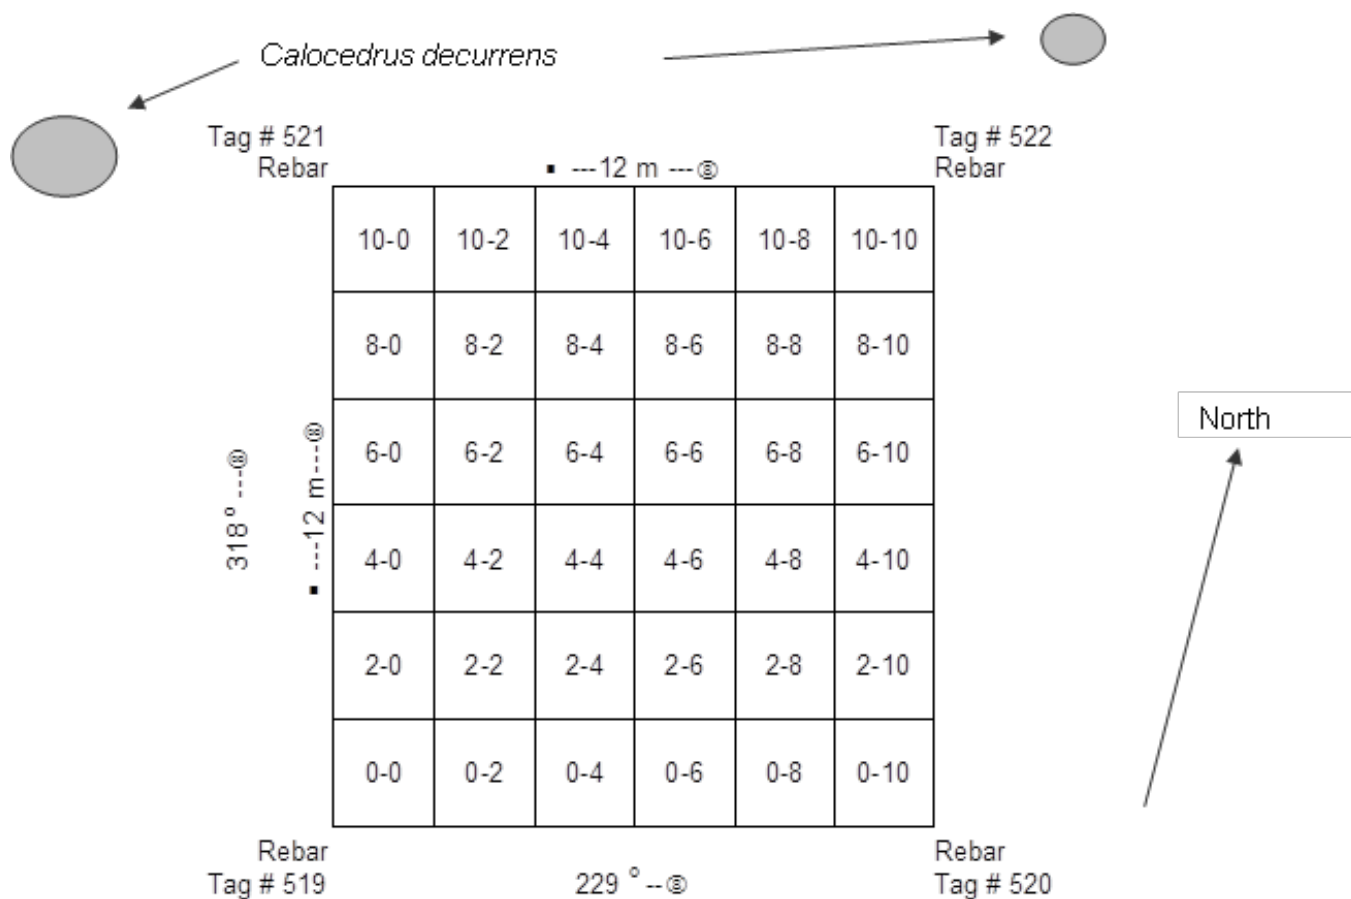 Calocedrus decurrens
Tag # 521
Rebar
▪ ---12 m ---⊗
Tag # 522
Rebar
10-0 10-2 10-4 10-6 10-8 10-10
8-0 8-2 8-4 8-6 8-8 8-10
6-0 6-2 6-4 6-6 6-8 6-10
4-0 4-2 4-4 4-6 4-8 4-10
2-0 2-2 2-4 2-6 2-8 2-10
0-0 0-2 0-4 0-6 0-8 0-10
318 º ---⊗
▪ ---12 m----⊗
North
Rebar
Tag # 519
229 º --⊗
Rebar
Tag # 520